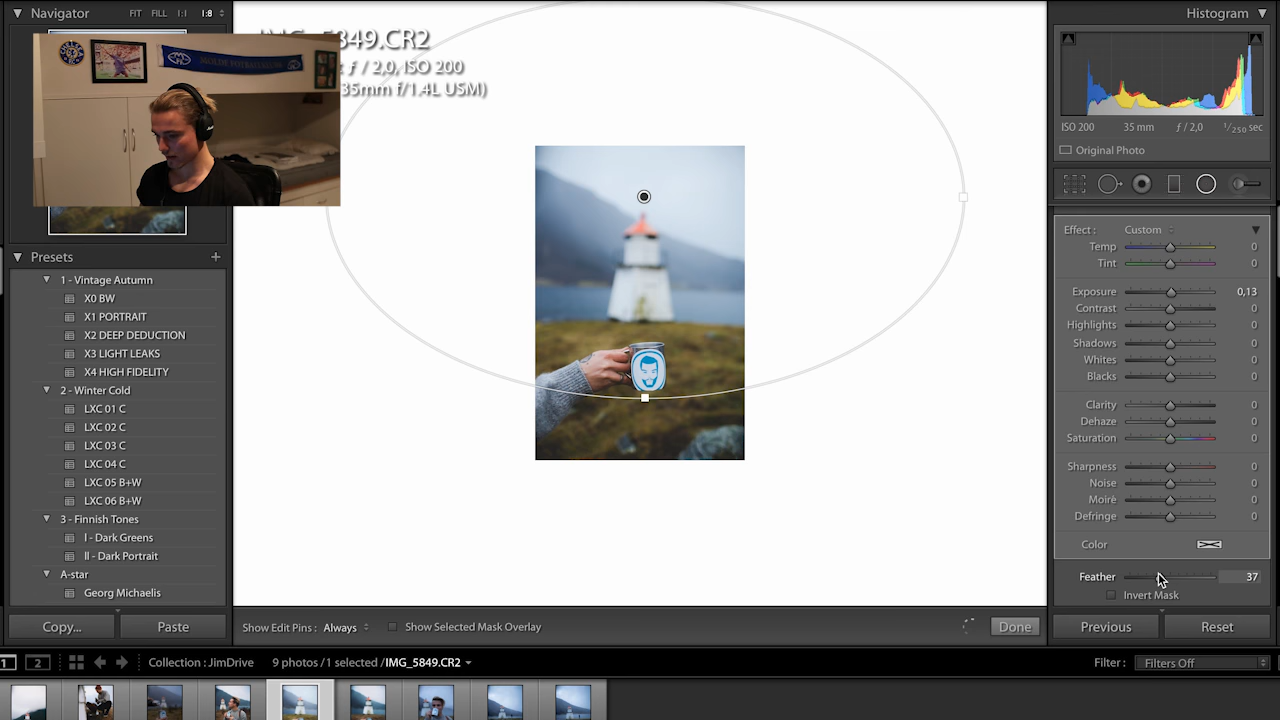 Navigator FIT FILL 1:1 1:8
5849.CR2
ƒ / 2,0, ISO 200
35mm f/1.4L USM)
Presets +
1 - Vintage Autumn
X0 BW
X1 PORTRAIT
X2 DEEP DEDUCTION
X3 LIGHT LEAKS
X4 HIGH FIDELITY
2 - Winter Cold
LXC 01 C
LXC 02 C
LXC 03 C
LXC 04 C
LXC 05 B+W
LXC 06 B+W
3 - Finnish Tones
I - Dark Greens
II - Dark Portrait
A-star
Georg Michaelis
Copy... Paste
Show Edit Pins : Always Show Selected Mask Overlay Done
Histogram
ISO 200 35 mm ƒ / 2,0 1/250 sec
Original Photo
Effect : Custom
Temp 0
Tint 0
Exposure 0,13
Contrast 0
Highlights 0
Shadows 0
Whites 0
Blacks 0
Clarity 0
Dehaze 0
Saturation 0
Sharpness 0
Noise 0
Moiré 0
Defringe 0
Color
Feather 37
Invert Mask
Previous Reset
1 2 Collection : JimDrive 9 photos / 1 selected / IMG_5849.CR2 Filter : Filters Off